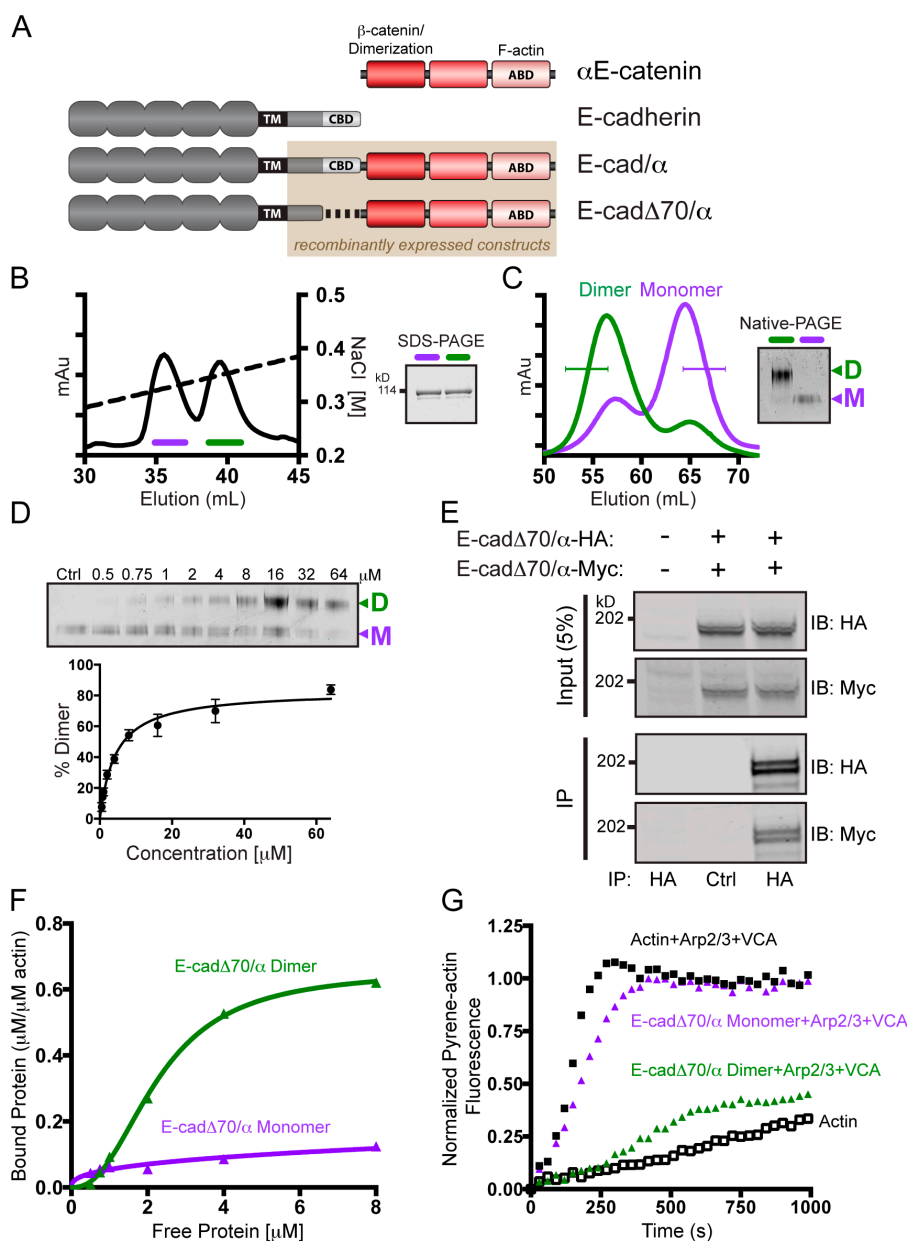 A
β-catenin/
Dimerization
F-actin
ABD
αE-catenin
TM
CBD
E-cadherin
TM
CBD
ABD
E-cad/α
TM
ABD
E-cadΔ70/α
recombinantly expressed constructs
B
mAu
0.5
0.4
0.3
0.2
NaCl [M]
30
35
40
45
Elution (mL)
SDS-PAGE
kD
114
C
Dimer
Monomer
mAu
50
55
60
65
70
Elution (mL)
Native-PAGE
D
M
D
Ctrl
0.5
0.75
1
2
4
8
16
32
64
μM
D
M
% Dimer
100
80
60
40
20
0
0
20
40
60
Concentration [μM]
E
E-cadΔ70/α-HA:
-
+
+
E-cadΔ70/α-Myc:
-
+
+
Input (5%)
kD
202
IB: HA
202
IB: Myc
IP
202
IB: HA
202
IB: Myc
IP:
HA
Ctrl
HA
F
Bound Protein (μM/μM actin)
0.8
0.6
0.4
0.2
0.0
E-cadΔ70/α Dimer
E-cadΔ70/α Monomer
0
2
4
6
8
Free Protein [μM]
G
Normalized Pyrene-actin
Fluorescence
1.25
1.00
0.75
0.50
0.25
0
Actin+Arp2/3+VCA
E-cadΔ70/α Monomer+Arp2/3+VCA
E-cadΔ70/α Dimer+Arp2/3+VCA
Actin
250
500
750
1000
Time (s)